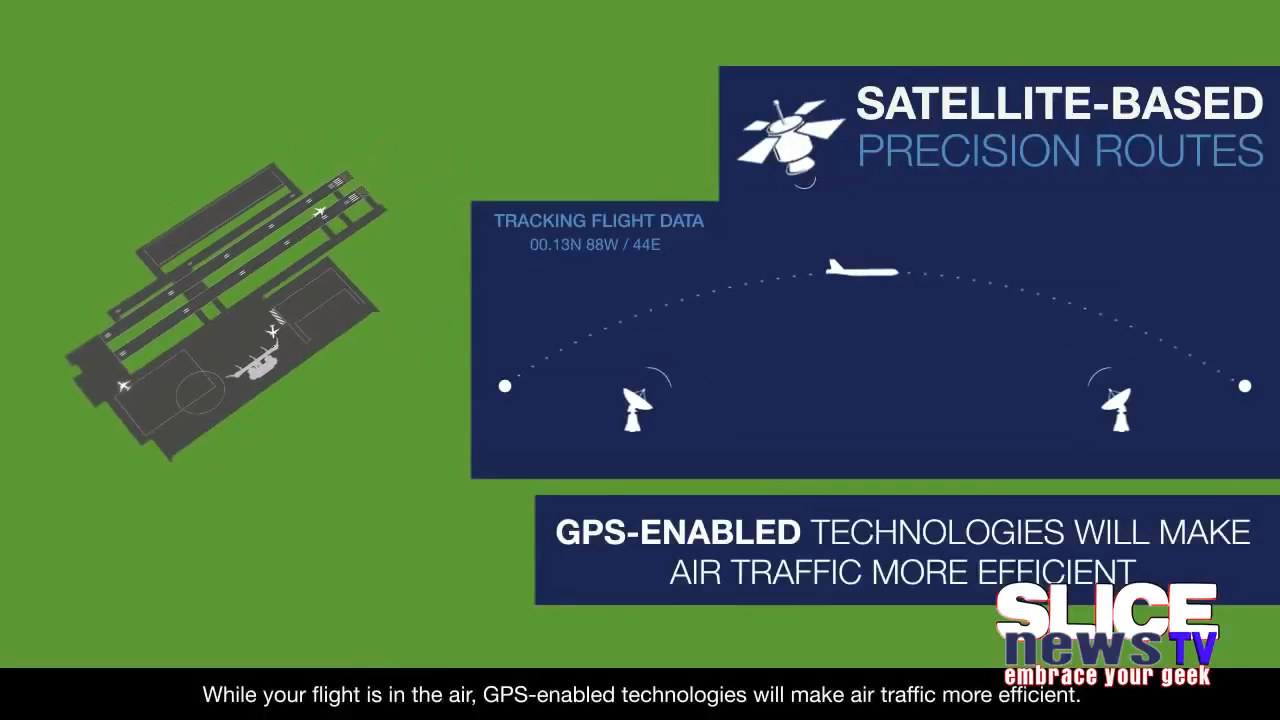 SATELLITE-BASED
PRECISION ROUTES
TRACKING FLIGHT DATA
00.13N 88W / 44E
GPS-ENABLED TECHNOLOGIES WILL MAKE
AIR TRAFFIC MORE EFFICIENT
SLICE
news TV
embrace your geek
While your flight is in the air, GPS-enabled technologies will make air traffic more efficient.